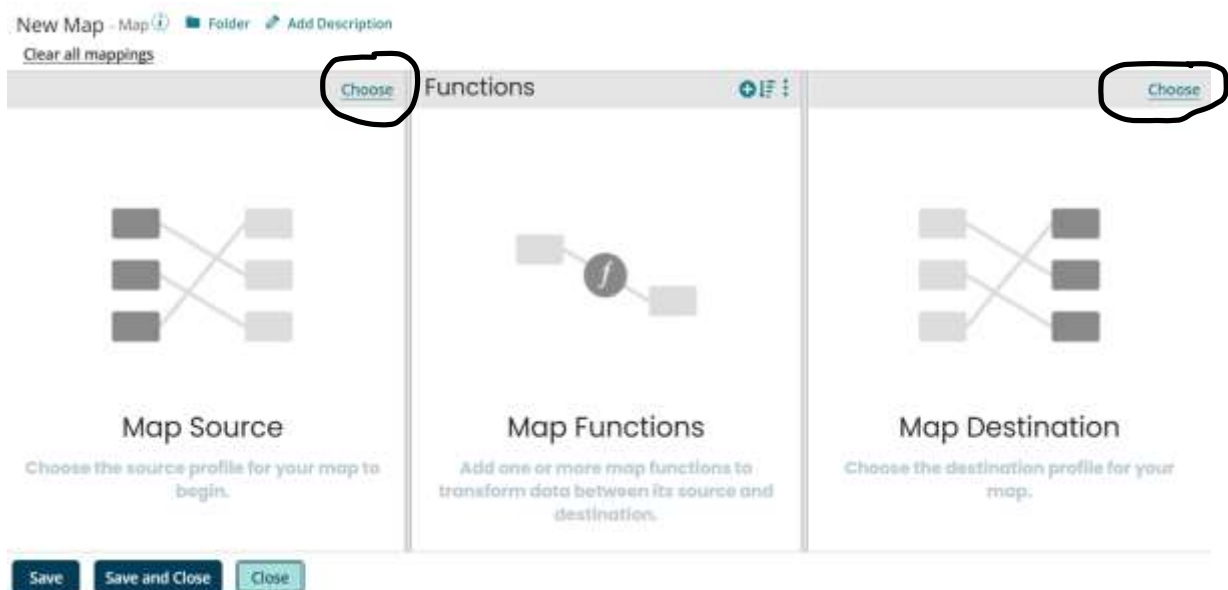 New Map - Map i Folder Add Description
Clear all mappings
Choose
Functions
Choose
f
Map Source
Choose the source profile for your map to
begin.
Map Functions
Add one or more map functions to
transform data between its source and
destination.
Map Destination
Choose the destination profile for your
map.
Save Save and Close Close